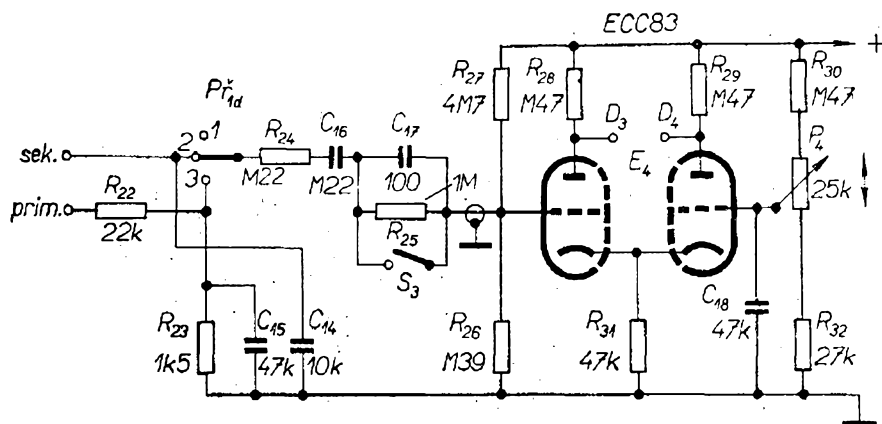 ECC83
+
Př1d
1
2
3
sek.
prim.
R22
22k
R24
M22
C16
M22
C17
100
1M
R25
S3
R27
4M7
R28
M47
D3
D4
E4
R29
M47
R30
M47
P4
25k
R23
1k5
C15
47k
C14
10k
R26
M39
R31
47k
C18
47k
R32
27k